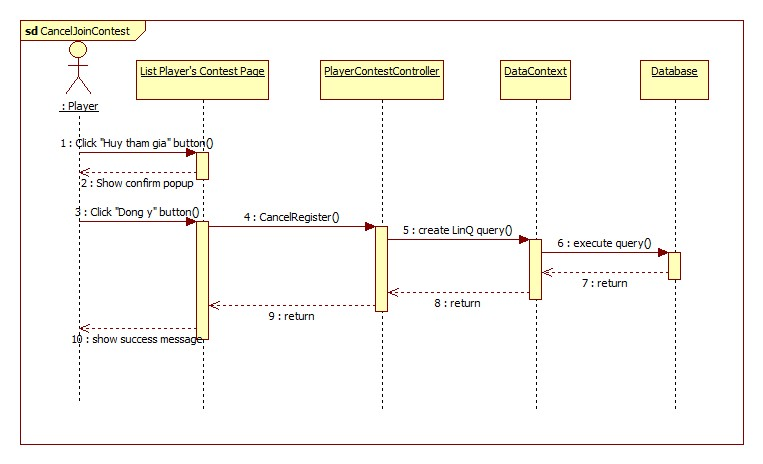 sd CancelJoinContest
List Player's Contest Page
PlayerContestController
DataContext
Database
: Player
1 : Click "Huy tham gia" button()
2 : Show confirm popup
3 : Click "Dong y" button()
4 : CancelRegister()
5 : create LinQ query()
6 : execute query()
7 : return
8 : return
9 : return
10 : show success message